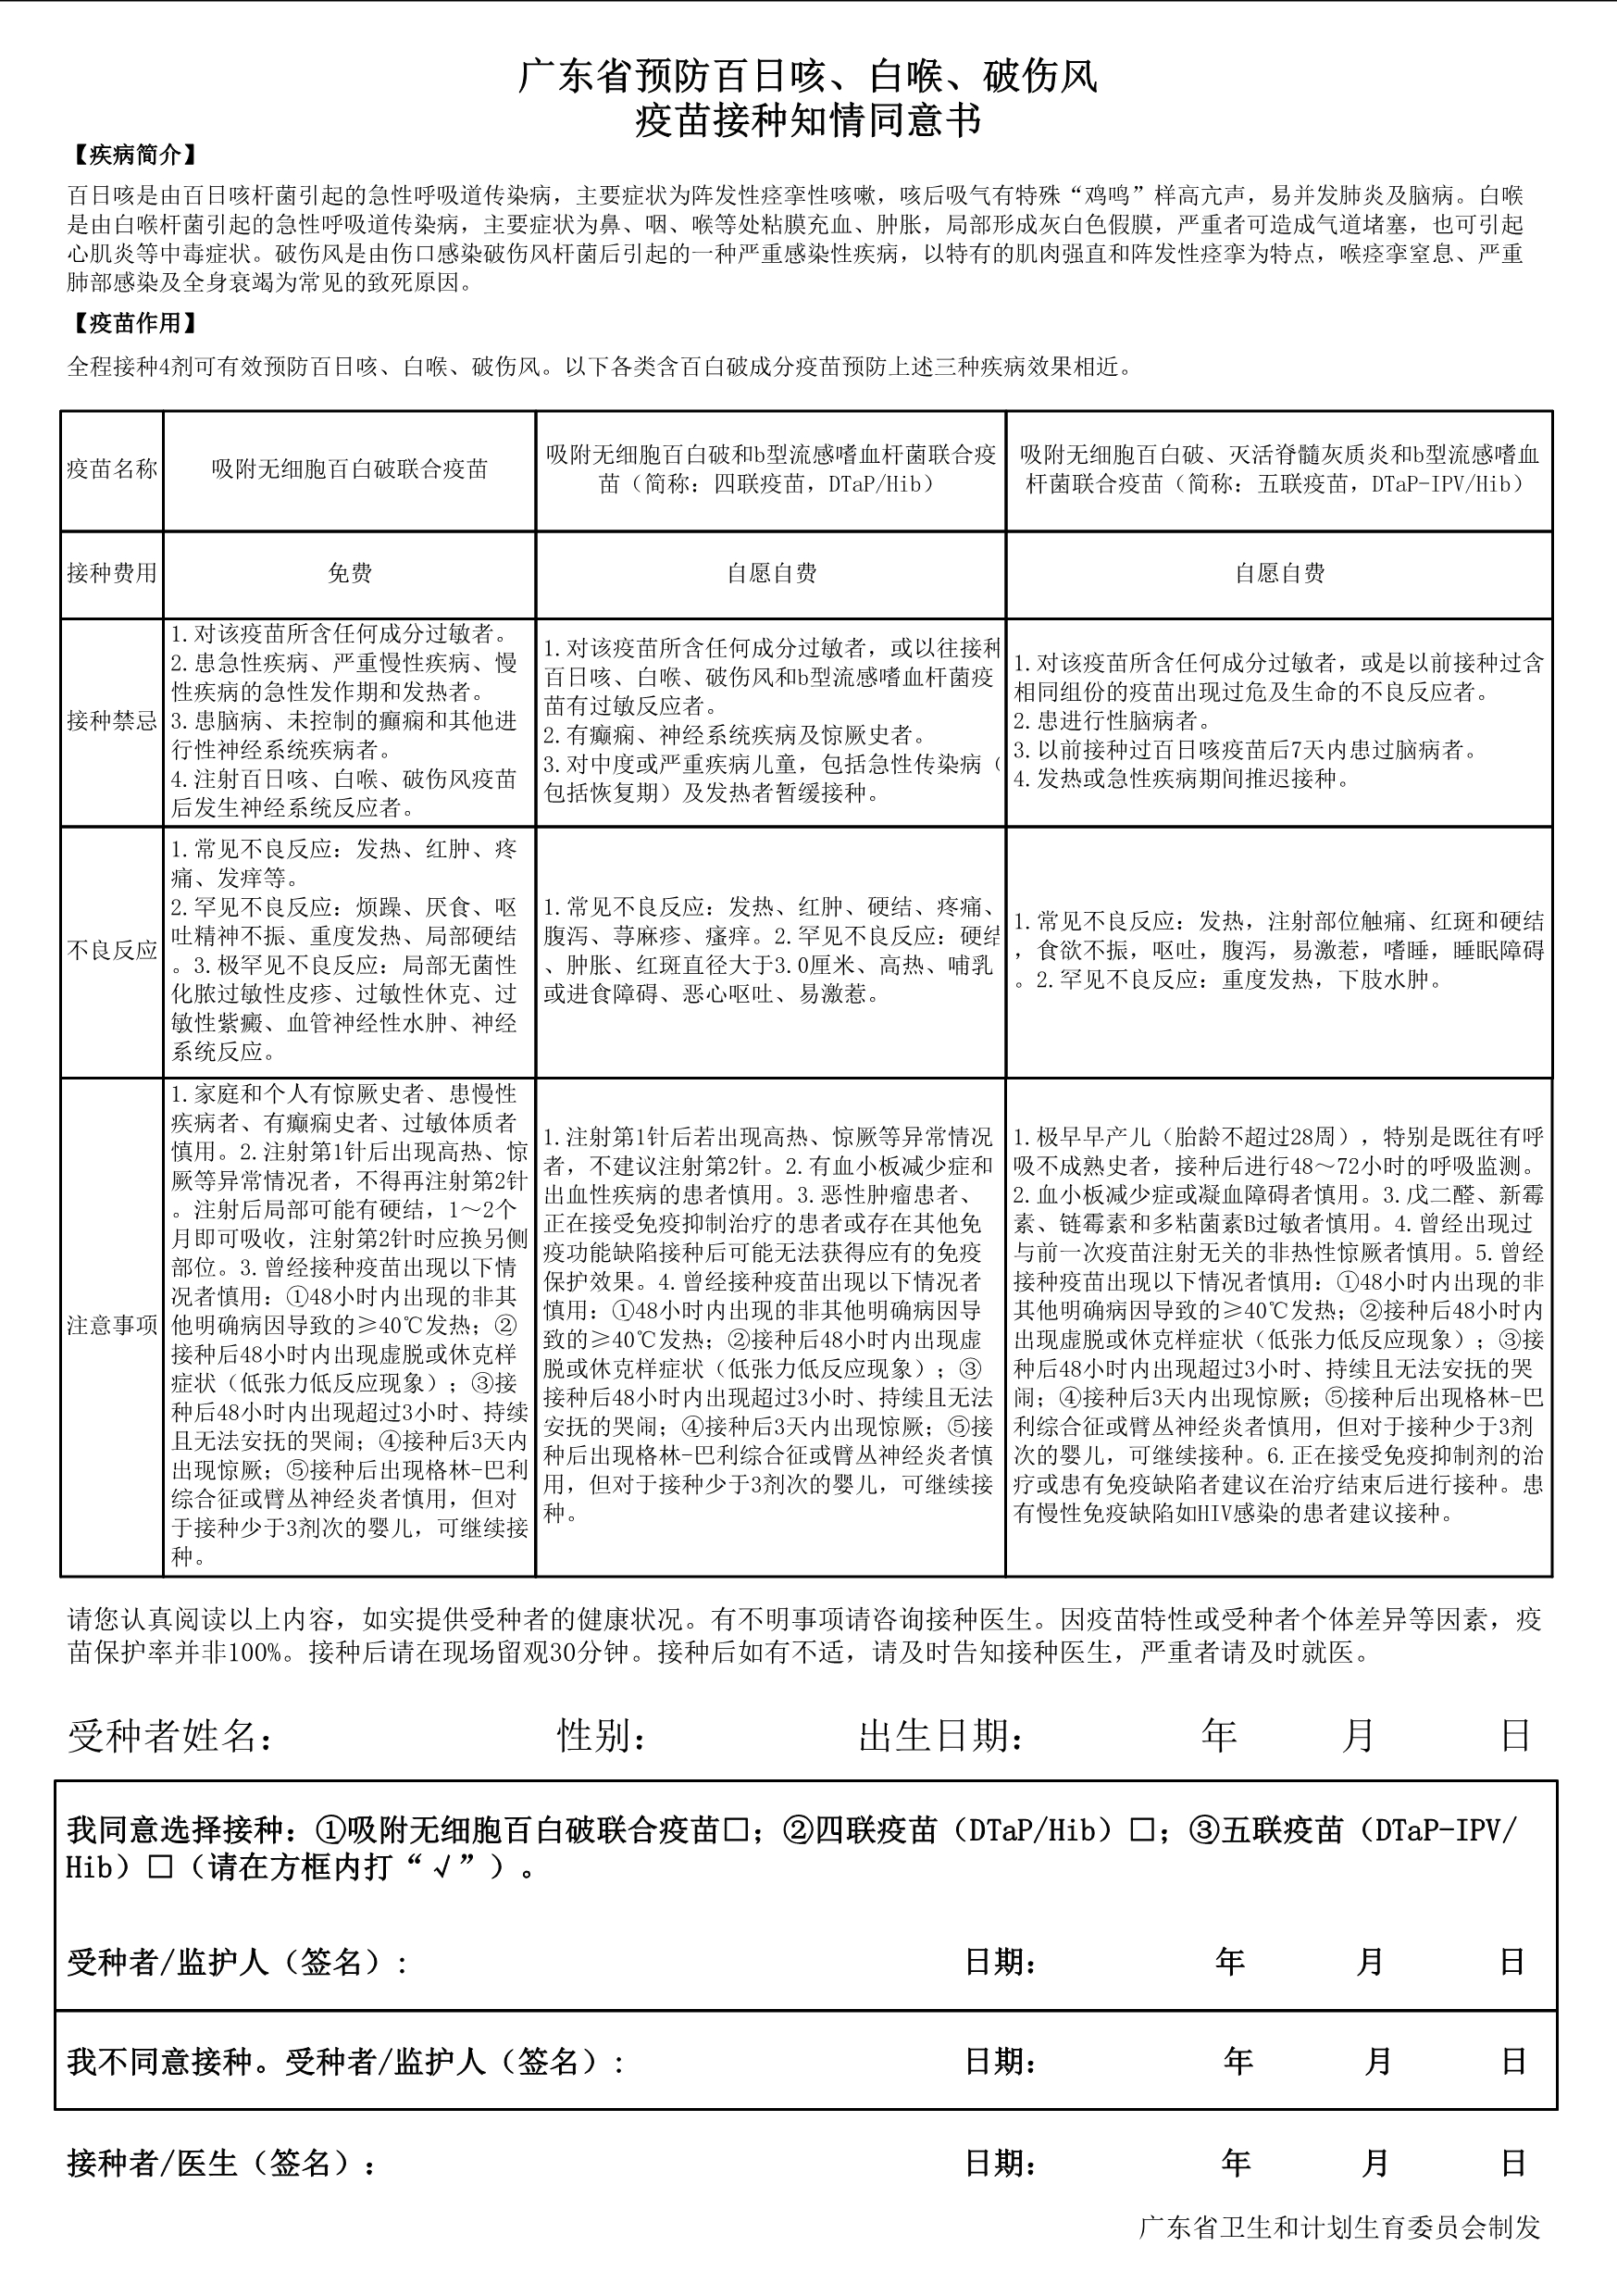 广东省预防百日咳、白喉、破伤风
疫苗接种知情同意书
【疾病简介】
百日咳是由百日咳杆菌引起的急性呼吸道传染病，主要症状为阵发性痉挛性咳嗽，咳后吸气有特殊“鸡鸣”样高亢声，易并发肺炎及脑病。白喉
是由白喉杆菌引起的急性呼吸道传染病，主要症状为鼻、咽、喉等处粘膜充血、肿胀，局部形成灰白色假膜，严重者可造成气道堵塞，也可引起
心肌炎等中毒症状。破伤风是由伤口感染破伤风杆菌后引起的一种严重感染性疾病，以特有的肌肉强直和阵发性痉挛为特点，喉痉挛窒息、严重
肺部感染及全身衰竭为常见的致死原因。
【疫苗作用】
全程接种4剂可有效预防百日咳、白喉、破伤风。以下各类含百白破成分疫苗预防上述三种疾病效果相近。
疫苗名称
吸附无细胞百白破联合疫苗
吸附无细胞百白破和b型流感嗜血杆菌联合疫
苗（简称：四联疫苗，DTaP/Hib）
吸附无细胞百白破、灭活脊髓灰质炎和b型流感嗜血
杆菌联合疫苗（简称：五联疫苗，DTaP-IPV/Hib）
接种费用
免费
自愿自费
自愿自费
接种禁忌
1.对该疫苗所含任何成分过敏者。
2.患急性疾病、严重慢性疾病、慢
性疾病的急性发作期和发热者。
3.患脑病、未控制的癫痫和其他进
行性神经系统疾病者。
4.注射百日咳、白喉、破伤风疫苗
后发生神经系统反应者。
1.对该疫苗所含任何成分过敏者，或以往接种
百日咳、白喉、破伤风和b型流感嗜血杆菌疫
苗有过敏反应者。
2.有癫痫、神经系统疾病及惊厥史者。
3.对中度或严重疾病儿童，包括急性传染病（
包括恢复期）及发热者暂缓接种。
1.对该疫苗所含任何成分过敏者，或是以前接种过含
相同组份的疫苗出现过危及生命的不良反应者。
2.患进行性脑病者。
3.以前接种过百日咳疫苗后7天内患过脑病者。
4.发热或急性疾病期间推迟接种。
不良反应
1.常见不良反应：发热、红肿、疼
痛、发痒等。
2.罕见不良反应：烦躁、厌食、呕
吐精神不振、重度发热、局部硬结
。3.极罕见不良反应：局部无菌性
化脓过敏性皮疹、过敏性休克、过
敏性紫癜、血管神经性水肿、神经
系统反应。
1.常见不良反应：发热、红肿、硬结、疼痛、
腹泻、荨麻疹、瘙痒。2.罕见不良反应：硬结
、肿胀、红斑直径大于3.0厘米、高热、哺乳
或进食障碍、恶心呕吐、易激惹。
1.常见不良反应：发热，注射部位触痛、红斑和硬结
，食欲不振，呕吐，腹泻，易激惹，嗜睡，睡眠障碍
。2.罕见不良反应：重度发热，下肢水肿。
注意事项
1.家庭和个人有惊厥史者、患慢性
疾病者、有癫痫史者、过敏体质者
慎用。2.注射第1针后出现高热、惊
厥等异常情况者，不得再注射第2针
。注射后局部可能有硬结，1～2个
月即可吸收，注射第2针时应换另侧
部位。3.曾经接种疫苗出现以下情
况者慎用：①48小时内出现的非其
他明确病因导致的≥40℃发热；②
接种后48小时内出现虚脱或休克样
症状（低张力低反应现象）；③接
种后48小时内出现超过3小时、持续
且无法安抚的哭闹；④接种后3天内
出现惊厥；⑤接种后出现格林-巴利
综合征或臂丛神经炎者慎用，但对
于接种少于3剂次的婴儿，可继续接
种。
1.注射第1针后若出现高热、惊厥等异常情况
者，不建议注射第2针。2.有血小板减少症和
出血性疾病的患者慎用。3.恶性肿瘤患者、
正在接受免疫抑制治疗的患者或存在其他免
疫功能缺陷接种后可能无法获得应有的免疫
保护效果。4.曾经接种疫苗出现以下情况者
慎用：①48小时内出现的非其他明确病因导
致的≥40℃发热；②接种后48小时内出现虚
脱或休克样症状（低张力低反应现象）；③
接种后48小时内出现超过3小时、持续且无法
安抚的哭闹；④接种后3天内出现惊厥；⑤接
种后出现格林-巴利综合征或臂丛神经炎者慎
用，但对于接种少于3剂次的婴儿，可继续接
种。
1.极早早产儿（胎龄不超过28周），特别是既往有呼
吸不成熟史者，接种后进行48～72小时的呼吸监测。
2.血小板减少症或凝血障碍者慎用。3.戊二醛、新霉
素、链霉素和多粘菌素B过敏者慎用。4.曾经出现过
与前一次疫苗注射无关的非热性惊厥者慎用。5.曾经
接种疫苗出现以下情况者慎用：①48小时内出现的非
其他明确病因导致的≥40℃发热；②接种后48小时内
出现虚脱或休克样症状（低张力低反应现象）；③接
种后48小时内出现超过3小时、持续且无法安抚的哭
闹；④接种后3天内出现惊厥；⑤接种后出现格林-巴
利综合征或臂丛神经炎者慎用，但对于接种少于3剂
次的婴儿，可继续接种。6.正在接受免疫抑制剂的治
疗或患有免疫缺陷者建议在治疗结束后进行接种。患
有慢性免疫缺陷如HIV感染的患者建议接种。
请您认真阅读以上内容，如实提供受种者的健康状况。有不明事项请咨询接种医生。因疫苗特性或受种者个体差异等因素，疫
苗保护率并非100%。接种后请在现场留观30分钟。接种后如有不适，请及时告知接种医生，严重者请及时就医。
受种者姓名： 性别： 出生日期： 年 月 日
我同意选择接种：①吸附无细胞百白破联合疫苗□；②四联疫苗（DTaP/Hib）□；③五联疫苗（DTaP-IPV/
Hib）□（请在方框内打“√”）。
受种者/监护人（签名）： 日期： 年 月 日
我不同意接种。受种者/监护人（签名）： 日期： 年 月 日
接种者/医生（签名）： 日期： 年 月 日
广东省卫生和计划生育委员会制发